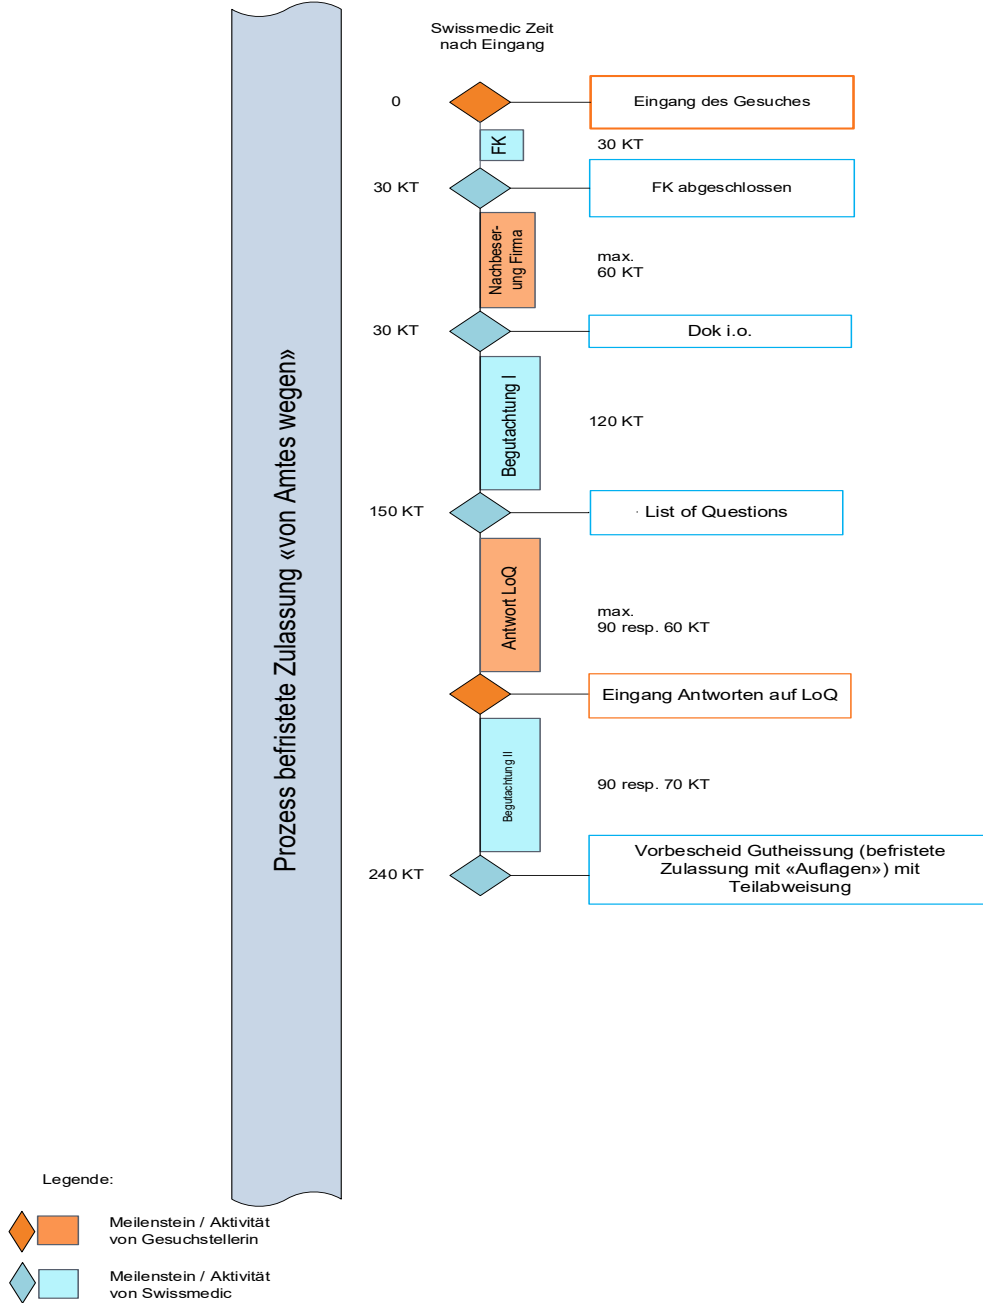 Swissmedic Zeit
nach Eingang
0
Eingang des Gesuches
FK
30 KT
30 KT
FK abgeschlossen
Nachbeser-
ung Firma
max.
60 KT
30 KT
Dok i.o.
Begutachtung I
120 KT
150 KT
· List of Questions
Antwort LoQ
max.
90 resp. 60 KT
Eingang Antworten auf LoQ
Begutachtung II
90 resp. 70 KT
240 KT
Vorbescheid Gutheissung (befristete
Zulassung mit «Auflagen») mit
Teilabweisung
Prozess befristete Zulassung «von Amtes wegen»
Legende:
Meilenstein / Aktivität
von Gesuchstellerin
Meilenstein / Aktivität
von Swissmedic